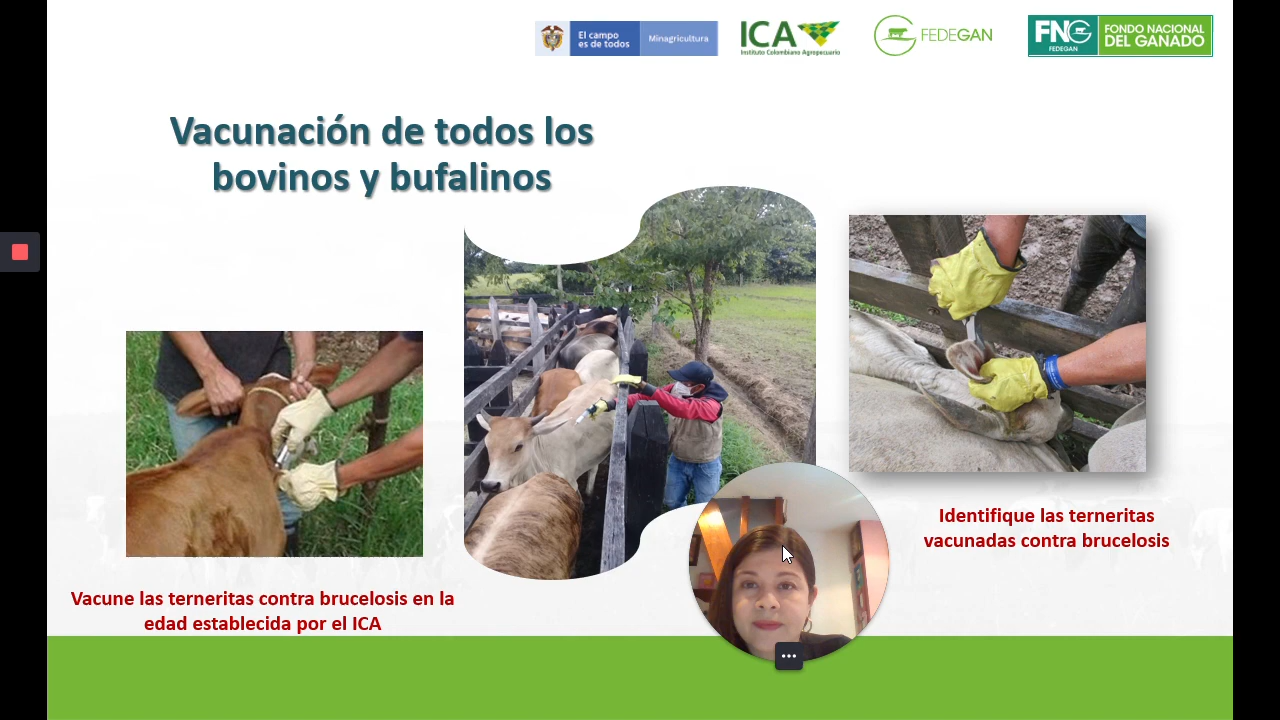 El campo
es de todos
Minagricultura
ICA
Instituto Colombiano Agropecuario
FEDEGAN
FNG
FEDEGAN
FONDO NACIONAL
DEL GANADO
Vacunación de todos los
bovinos y bufalinos
Vacune las terneritas contra brucelosis en la
edad establecida por el ICA
Identifique las terneritas
vacunadas contra brucelosis